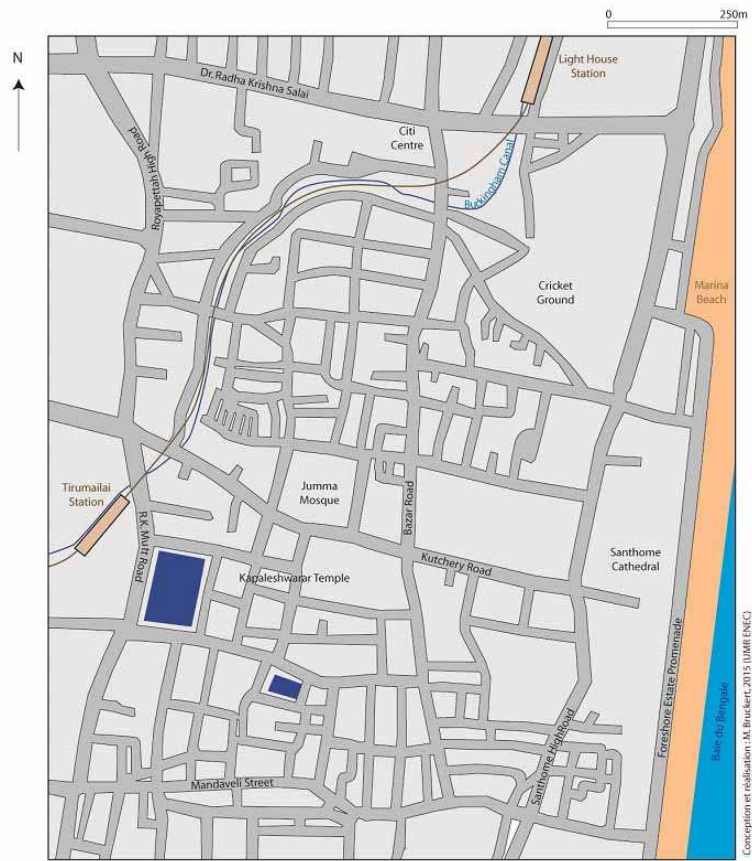 0 250m
N
Light House
Station
Dr. Radha Krishna Salai
Citi
Centre
Royapettah High Road
Buckingham Canal
Cricket
Ground
Marina
Beach
Tirumailai
Station
Jumma
Mosque
Bazar Road
R.K. Mutt Road
Kutchery Road
Santhome
Cathedral
Kapaleshwarar Temple
Foreshore Estate Promenade
Baie du Bengale
Santhome HighRoad
Mandaveli Street
Conception et réalisation : M. Bruckert, 2015 (UMR ENEC)